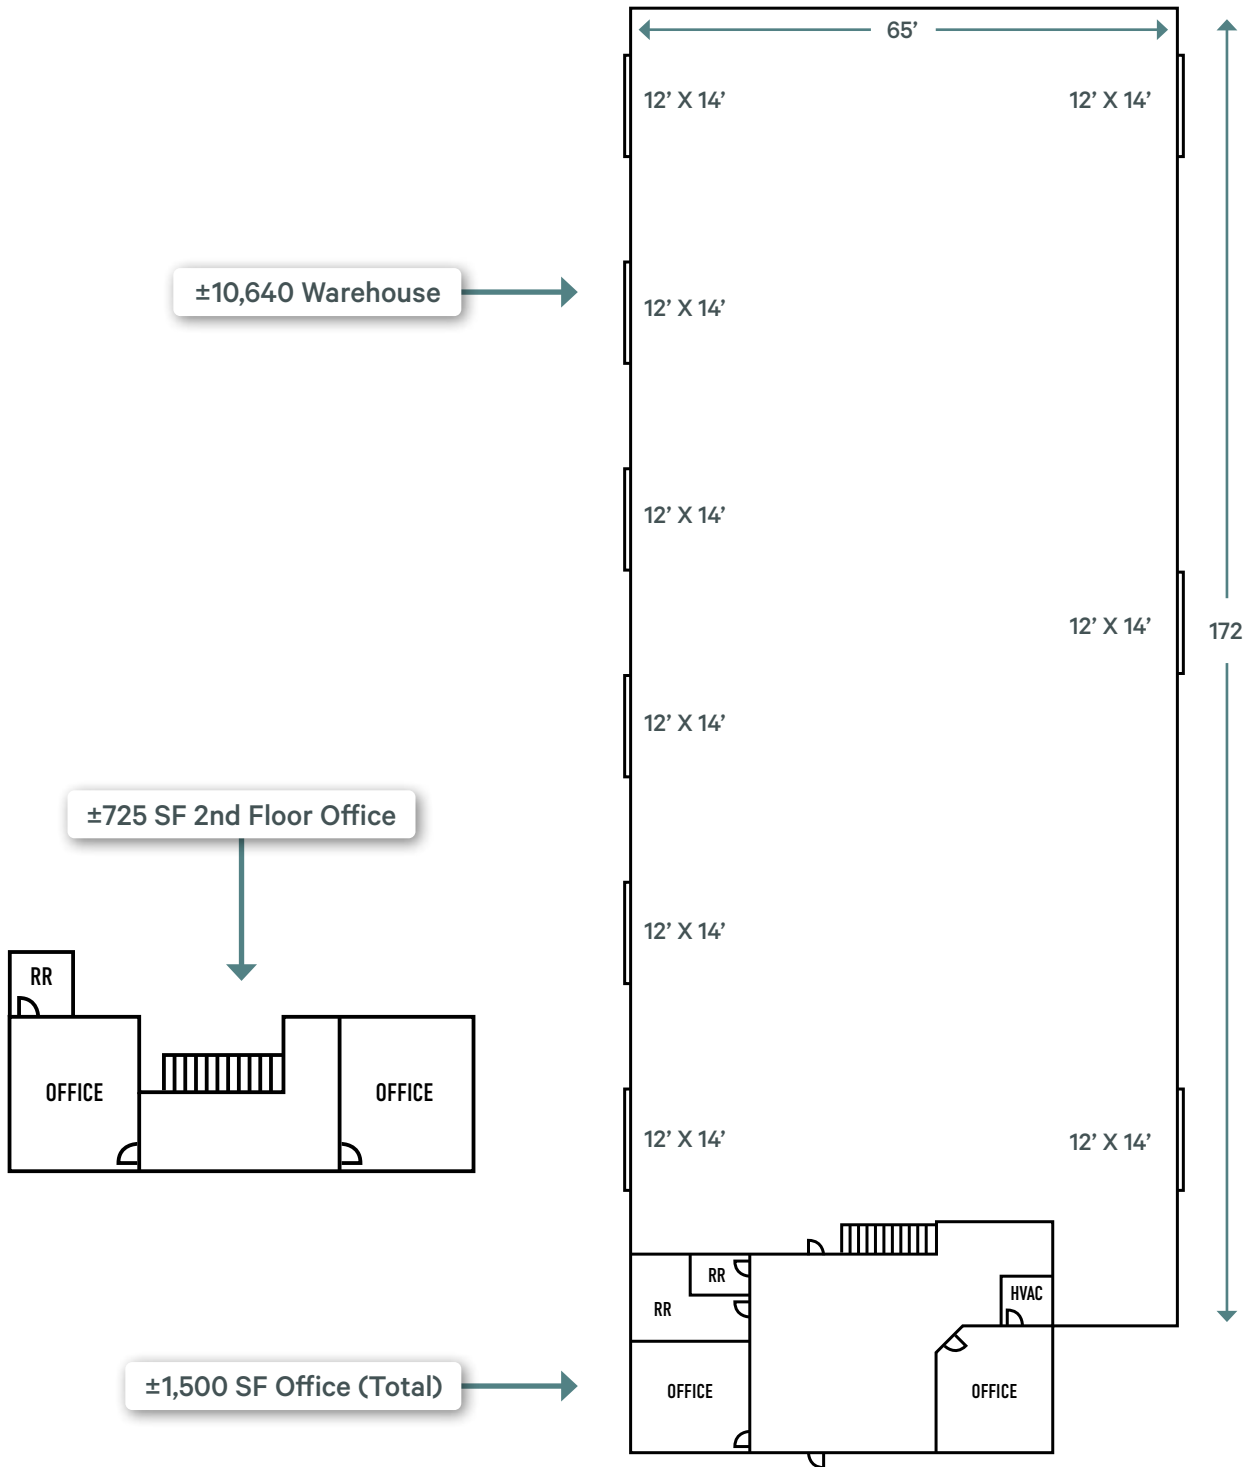 65’
12’ X 14’
12’ X 14’
±10,640 Warehouse
12’ X 14’
12’ X 14’
12’ X 14’
172
12’ X 14’
±725 SF 2nd Floor Office
12’ X 14’
RR
OFFICE
OFFICE
12’ X 14’
12’ X 14’
RR
HVAC
RR
±1,500 SF Office (Total)
OFFICE
OFFICE